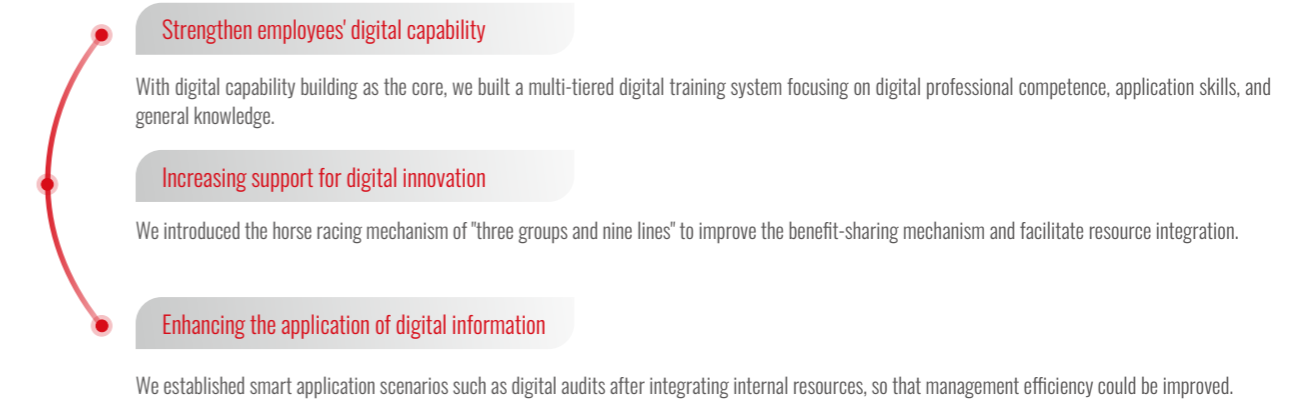 Strengthen employees' digital capability
With digital capability building as the core, we built a multi-tiered digital training system focusing on digital professional competence, application skills, and
general knowledge.
Increasing support for digital innovation
We introduced the horse racing mechanism of "three groups and nine lines" to improve the benefit-sharing mechanism and facilitate resource integration.
Enhancing the application of digital information
We established smart application scenarios such as digital audits after integrating internal resources, so that management efficiency could be improved.